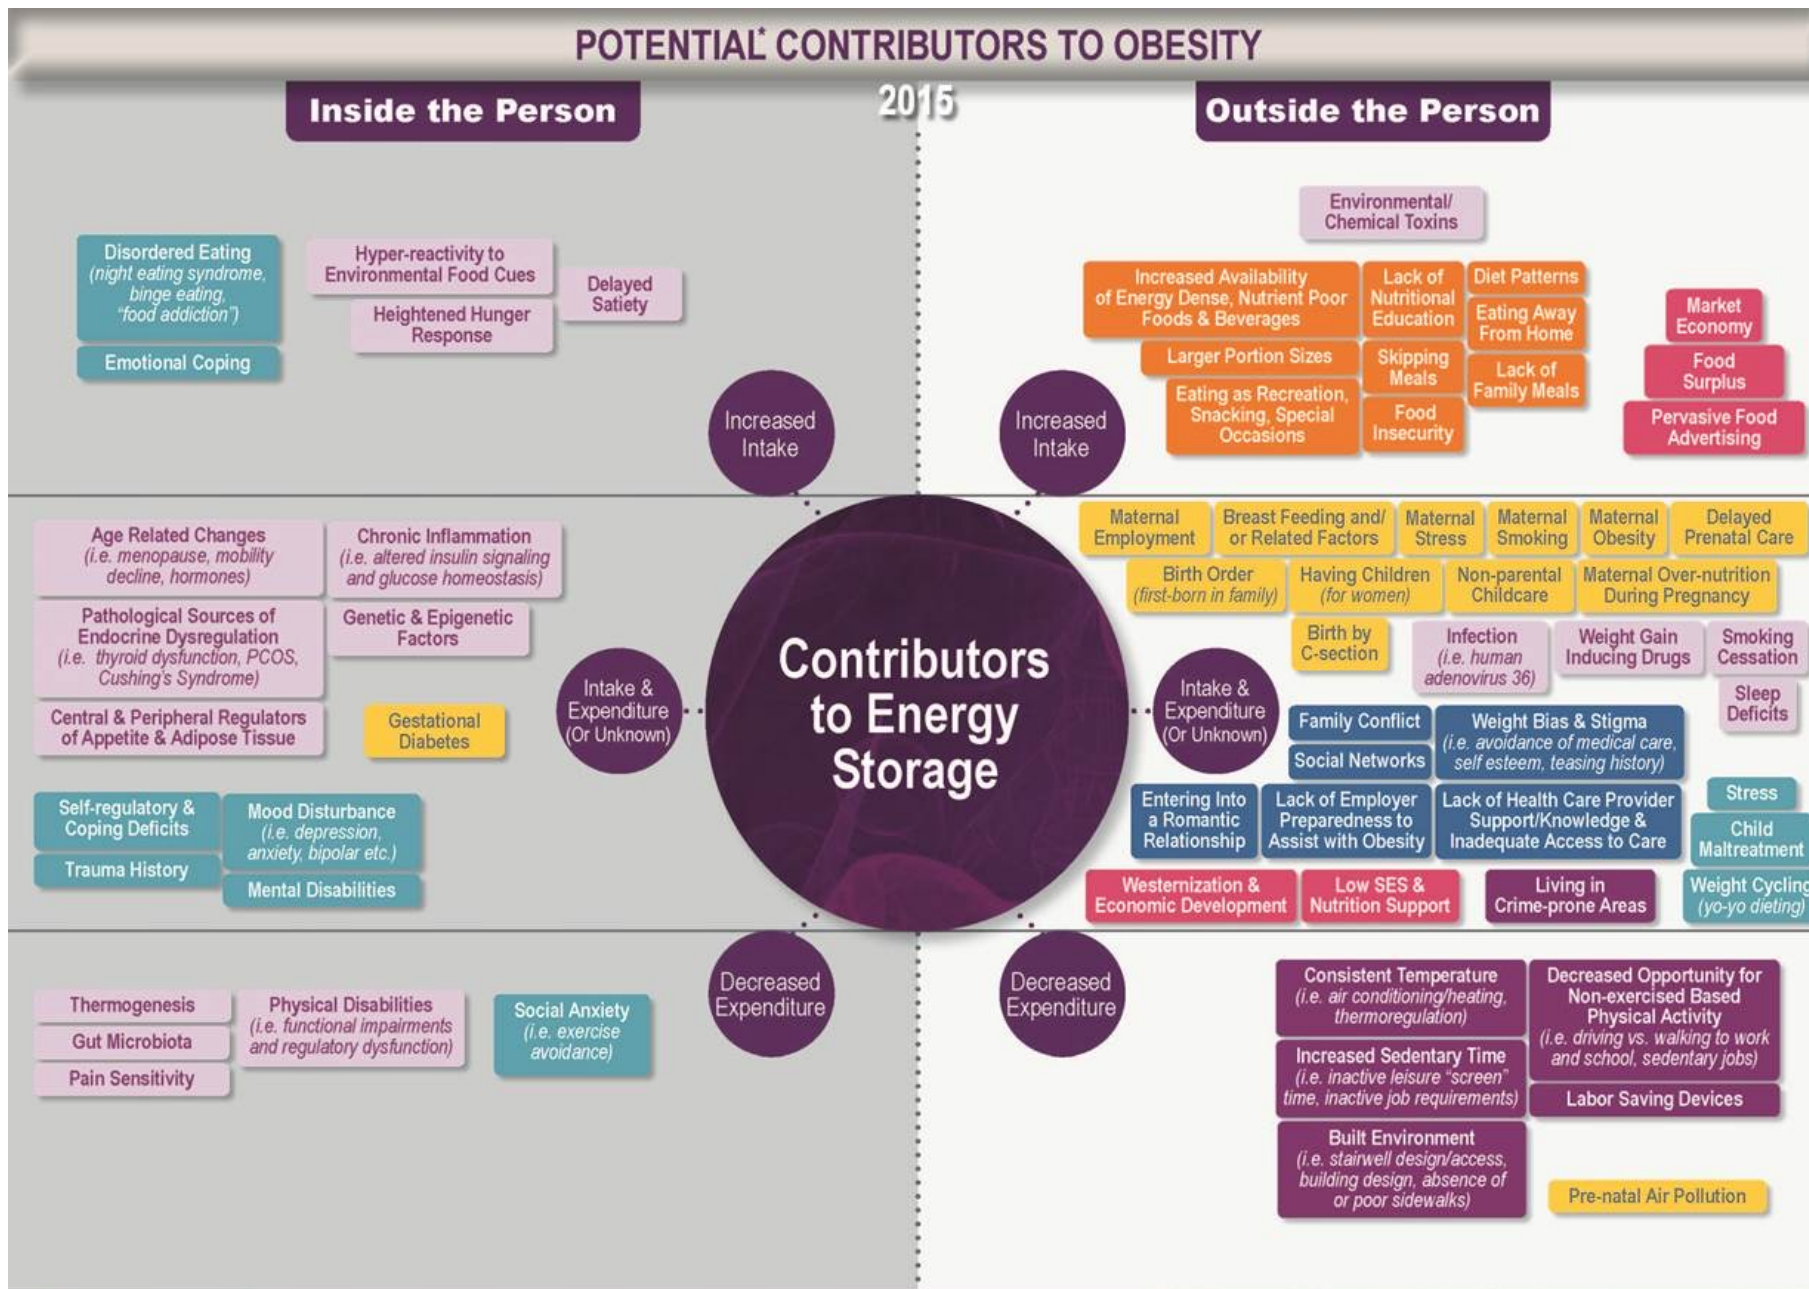 POTENTIAL* CONTRIBUTORS TO OBESITY
2015
Inside the Person
Outside the Person
Disordered Eating
(night eating syndrome,
binge eating,
"food addiction")
Emotional Coping
Hyper-reactivity to
Environmental Food Cues
Heightened Hunger
Response
Delayed
Satiety
Increased
Intake
Increased
Intake
Environmental/
Chemical Toxins
Increased Availability
of Energy Dense, Nutrient Poor
Foods & Beverages
Larger Portion Sizes
Eating as Recreation,
Snacking, Special
Occasions
Lack of
Nutritional
Education
Skipping
Meals
Food
Insecurity
Diet Patterns
Eating Away
From Home
Lack of
Family Meals
Market
Economy
Food
Surplus
Pervasive Food
Advertising
Age Related Changes
(i.e. menopause, mobility
decline, hormones)
Chronic Inflammation
(i.e. altered insulin signaling
and glucose homeostasis)
Pathological Sources of
Endocrine Dysregulation
(i.e. thyroid dysfunction, PCOS,
Cushing's Syndrome)
Genetic & Epigenetic
Factors
Central & Peripheral Regulators
of Appetite & Adipose Tissue
Gestational
Diabetes
Self-regulatory &
Coping Deficits
Trauma History
Mood Disturbance
(i.e. depression,
anxiety, bipolar etc.)
Mental Disabilities
Intake &
Expenditure
(Or Unknown)
Contributors
to Energy
Storage
Intake &
Expenditure
(Or Unknown)
Maternal
Employment
Breast Feeding and/
or Related Factors
Maternal
Stress
Maternal
Smoking
Maternal
Obesity
Delayed
Prenatal Care
Birth Order
(first-born in family)
Having Children
(for women)
Non-parental
Childcare
Maternal Over-nutrition
During Pregnancy
Birth by
C-section
Infection
(i.e. human
adenovirus 36)
Weight Gain
Inducing Drugs
Smoking
Cessation
Sleep
Deficits
Family Conflict
Social Networks
Weight Bias & Stigma
(i.e. avoidance of medical care,
self esteem, teasing history)
Entering Into
a Romantic
Relationship
Lack of Employer
Preparedness to
Assist with Obesity
Lack of Health Care Provider
Support/Knowledge &
Inadequate Access to Care
Stress
Child
Maltreatment
Weight Cycling
(yo-yo dieting)
Westernization &
Economic Development
Low SES &
Nutrition Support
Living in
Crime-prone Areas
Thermogenesis
Gut Microbiota
Pain Sensitivity
Physical Disabilities
(i.e. functional impairments
and regulatory dysfunction)
Social Anxiety
(i.e. exercise
avoidance)
Decreased
Expenditure
Decreased
Expenditure
Consistent Temperature
(i.e. air conditioning/heating,
thermoregulation)
Increased Sedentary Time
(i.e. inactive leisure "screen"
time, inactive job requirements)
Built Environment
(i.e. stairwell design/access,
building design, absence of
or poor sidewalks)
Decreased Opportunity for
Non-exercised Based
Physical Activity
(i.e. driving vs. walking to work
and school, sedentary jobs)
Labor Saving Devices
Pre-natal Air Pollution